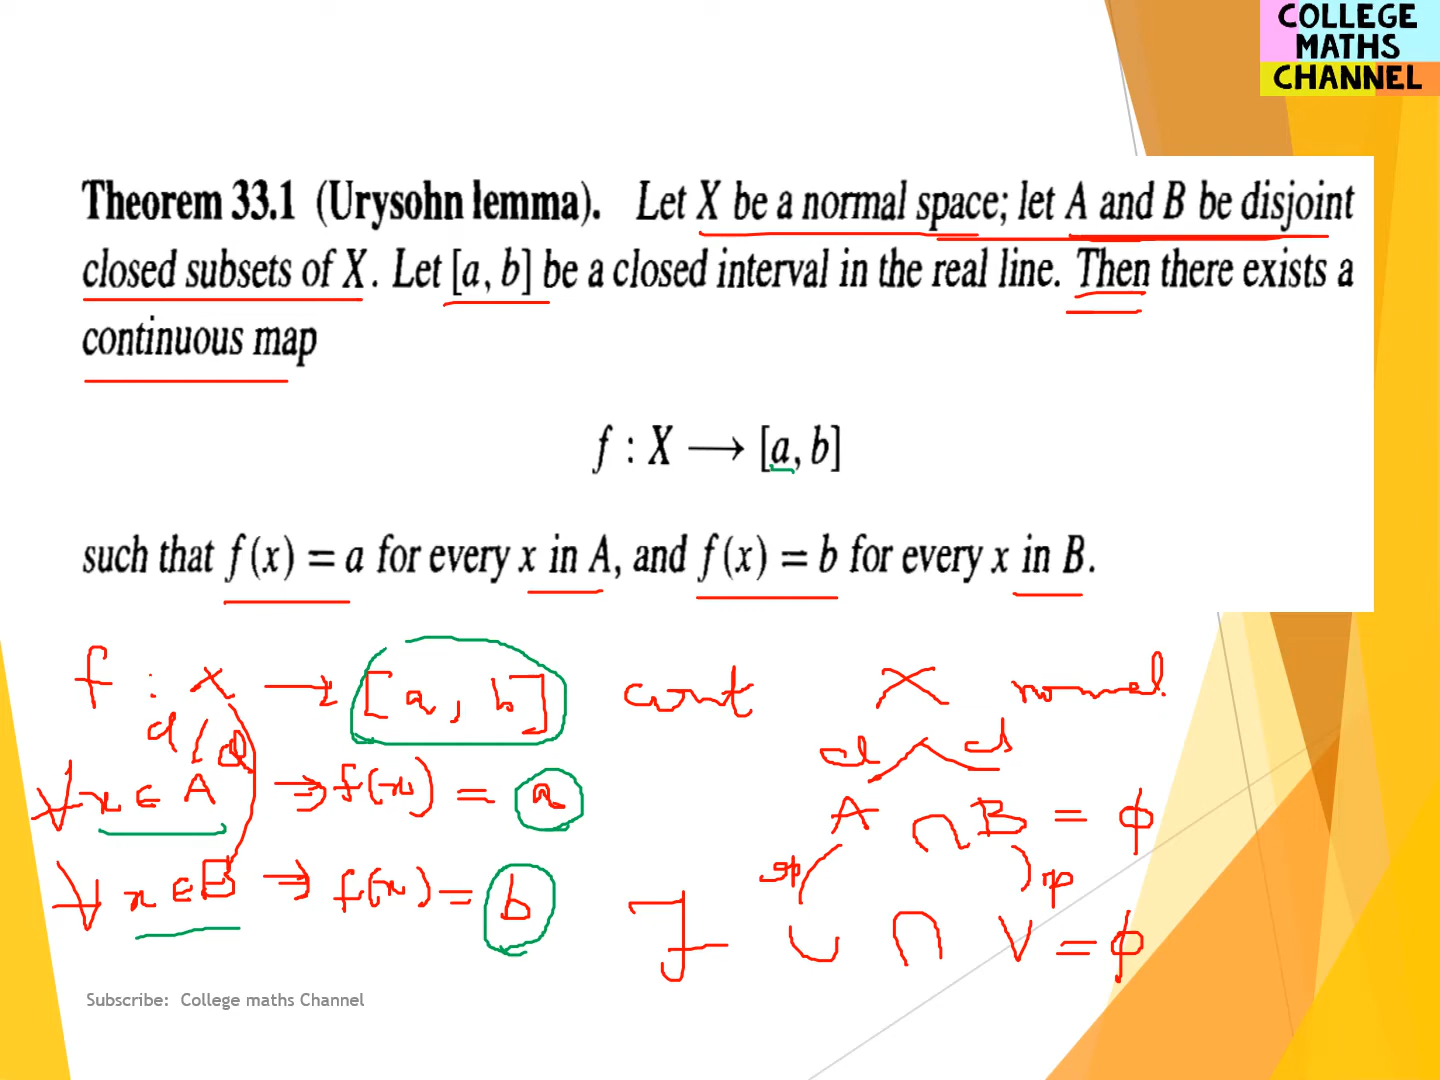 COLLEGE
MATHS
CHANNEL
Theorem 33.1 (Urysohn lemma). Let X be a normal space; let A and B be disjoint
closed subsets of X. Let [a, b] be a closed interval in the real line. Then there exists a
continuous map
f : X ⟶ [a, b]
such that f(x) = a for every x in A, and f(x) = b for every x in B.
f : X → [a, b] cont X normal
cl cl
∀ x ∈ A ⇒ f(x) = a
A ∩ B = ϕ
op op
∀ x ∈ B ⇒ f(x) = b
∃ U ∩ V = ϕ
Subscribe: College maths Channel